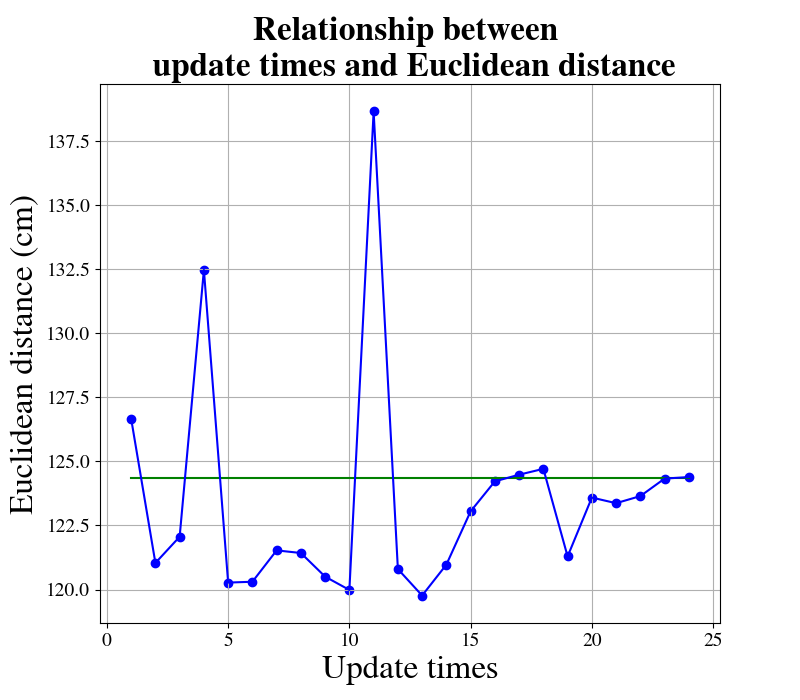 Relationship between
update times and Euclidean distance
Euclidean distance (cm)
137.5
135.0
132.5
130.0
127.5
125.0
122.5
120.0
0 5 10 15 20 25
Update times